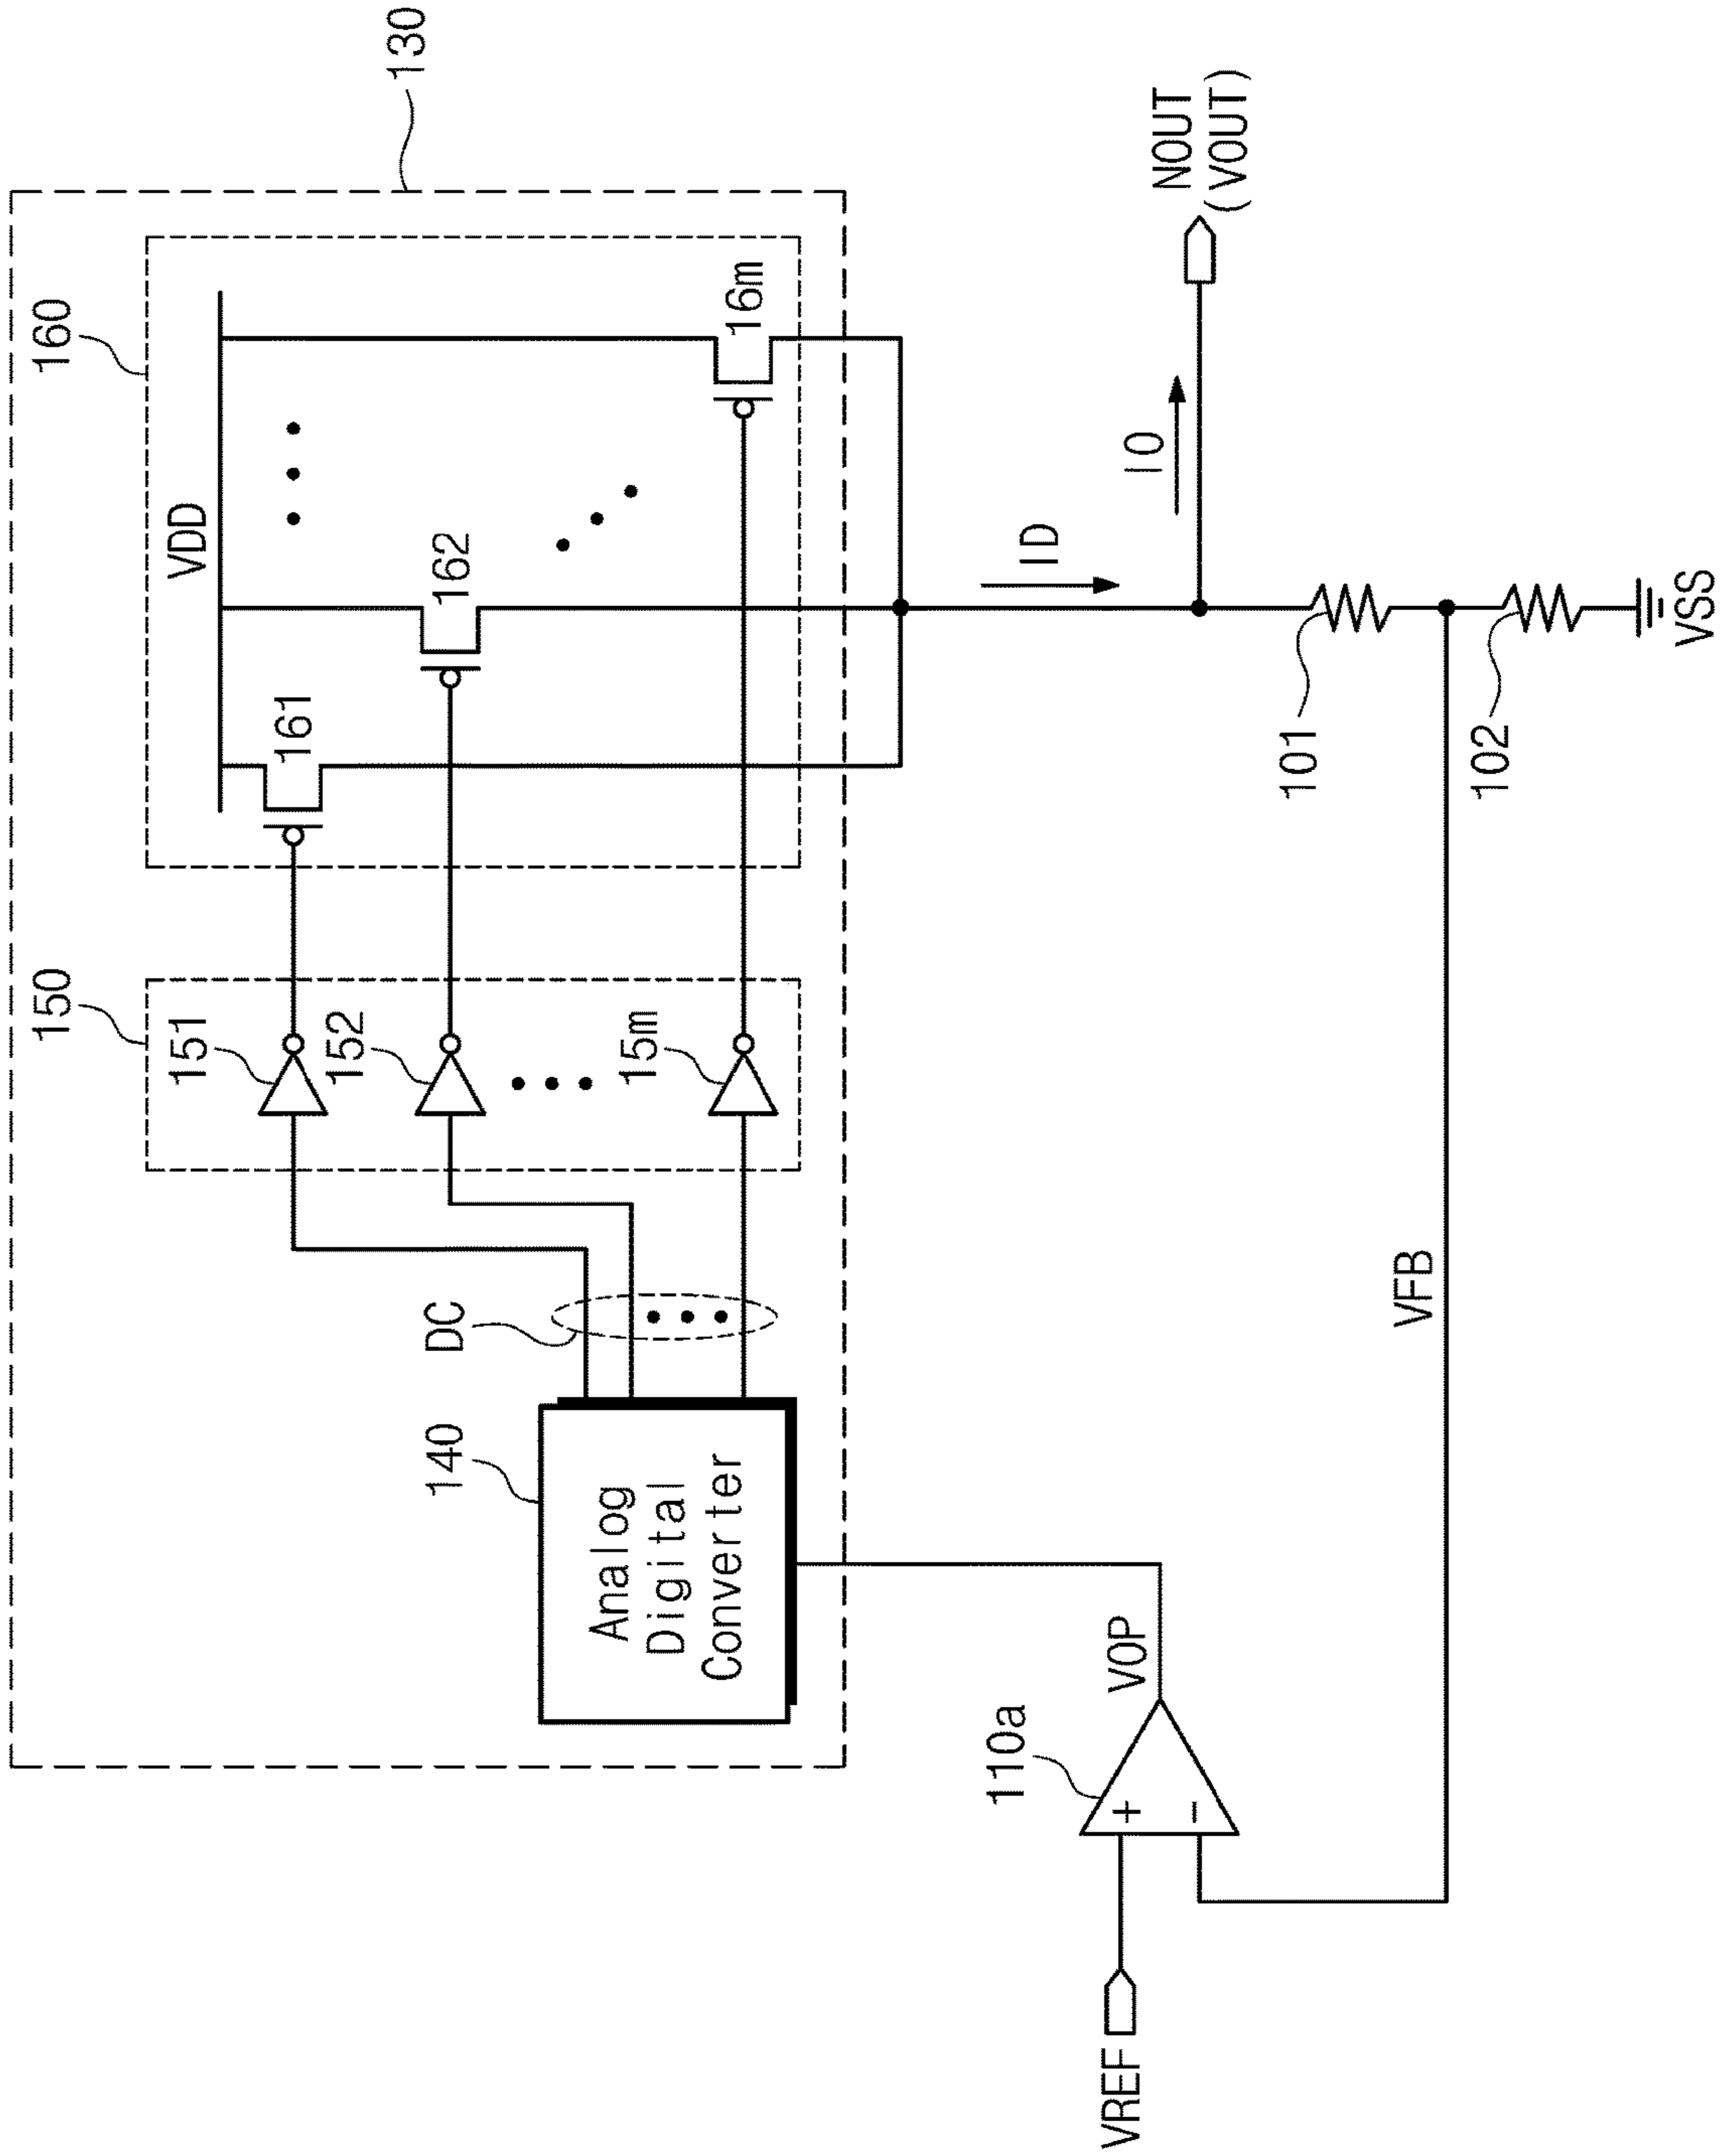 130
160
VDD
161
162
16m
150
151
152
15m
DC
140
Analog
Digital
Converter
ID
IO
NOUT
(VOUT)
101
102
VSS
VFB
VOP
110a
+
-
VREF